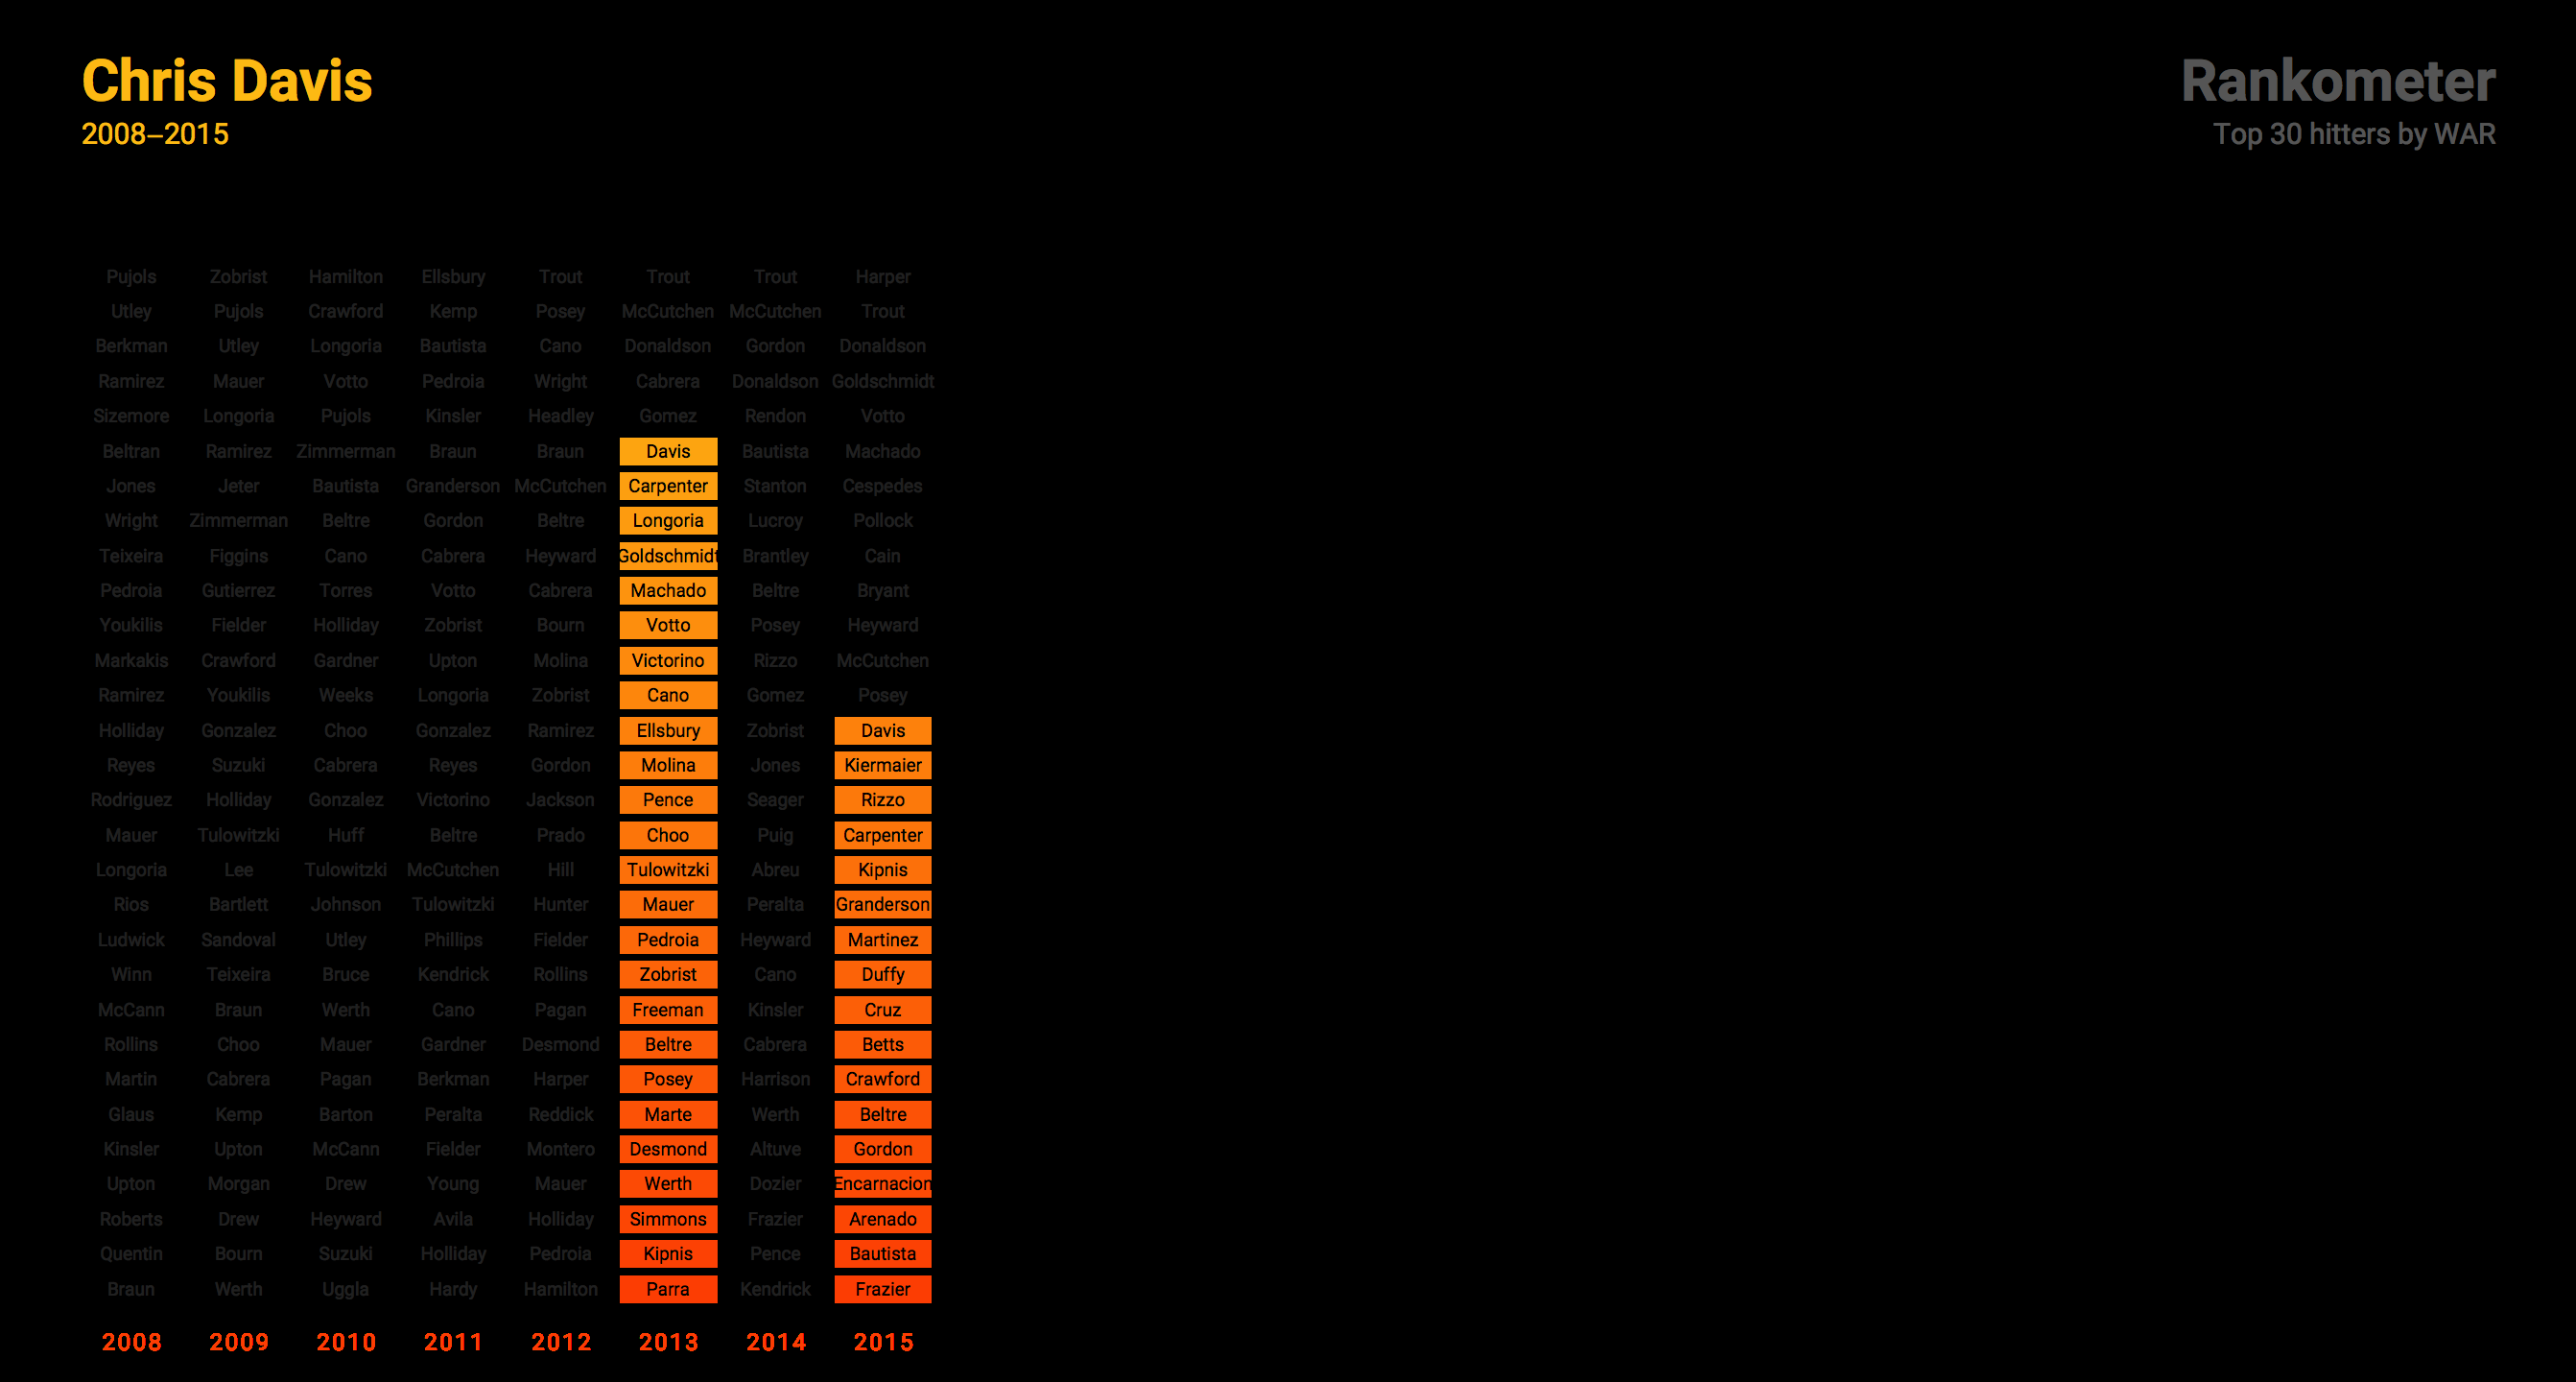 Chris Davis
2008–2015
Rankometer
Top 30 hitters by WAR
Pujols Zobrist Hamilton Ellsbury Trout Trout Trout Harper
Utley Pujols Crawford Kemp Posey McCutchen McCutchen Trout
Berkman Utley Longoria Bautista Cano Donaldson Gordon Donaldson
Ramirez Mauer Votto Pedroia Wright Cabrera Donaldson Goldschmidt
Sizemore Longoria Pujols Kinsler Headley Gomez Rendon Votto
Beltran Ramirez Zimmerman Braun Braun Davis Bautista Machado
Jones Jeter Bautista Granderson McCutchen Carpenter Stanton Cespedes
Wright Zimmerman Beltre Gordon Beltre Longoria Lucroy Pollock
Teixeira Figgins Cano Cabrera Heyward Goldschmidt Brantley Cain
Pedroia Gutierrez Torres Votto Cabrera Machado Beltre Bryant
Youkilis Fielder Holliday Zobrist Bourn Votto Posey Heyward
Markakis Crawford Gardner Upton Molina Victorino Rizzo McCutchen
Ramirez Youkilis Weeks Longoria Zobrist Cano Gomez Posey
Holliday Gonzalez Choo Gonzalez Ramirez Ellsbury Zobrist Davis
Reyes Suzuki Cabrera Reyes Gordon Molina Jones Kiermaier
Rodriguez Holliday Gonzalez Victorino Jackson Pence Seager Rizzo
Mauer Tulowitzki Huff Beltre Prado Choo Puig Carpenter
Longoria Lee Tulowitzki McCutchen Hill Tulowitzki Abreu Kipnis
Rios Bartlett Johnson Tulowitzki Hunter Mauer Peralta Granderson
Ludwick Sandoval Utley Phillips Fielder Pedroia Heyward Martinez
Winn Teixeira Bruce Kendrick Rollins Zobrist Cano Duffy
McCann Braun Werth Cano Pagan Freeman Kinsler Cruz
Rollins Choo Mauer Gardner Desmond Beltre Cabrera Betts
Martin Cabrera Pagan Berkman Harper Posey Harrison Crawford
Glaus Kemp Barton Peralta Reddick Marte Werth Beltre
Kinsler Upton McCann Fielder Montero Desmond Altuve Gordon
Upton Morgan Drew Young Mauer Werth Dozier Encarnacion
Roberts Drew Heyward Avila Holliday Simmons Frazier Arenado
Quentin Bourn Suzuki Holliday Pedroia Kipnis Pence Bautista
Braun Werth Uggla Hardy Hamilton Parra Kendrick Frazier
2008 2009 2010 2011 2012 2013 2014 2015